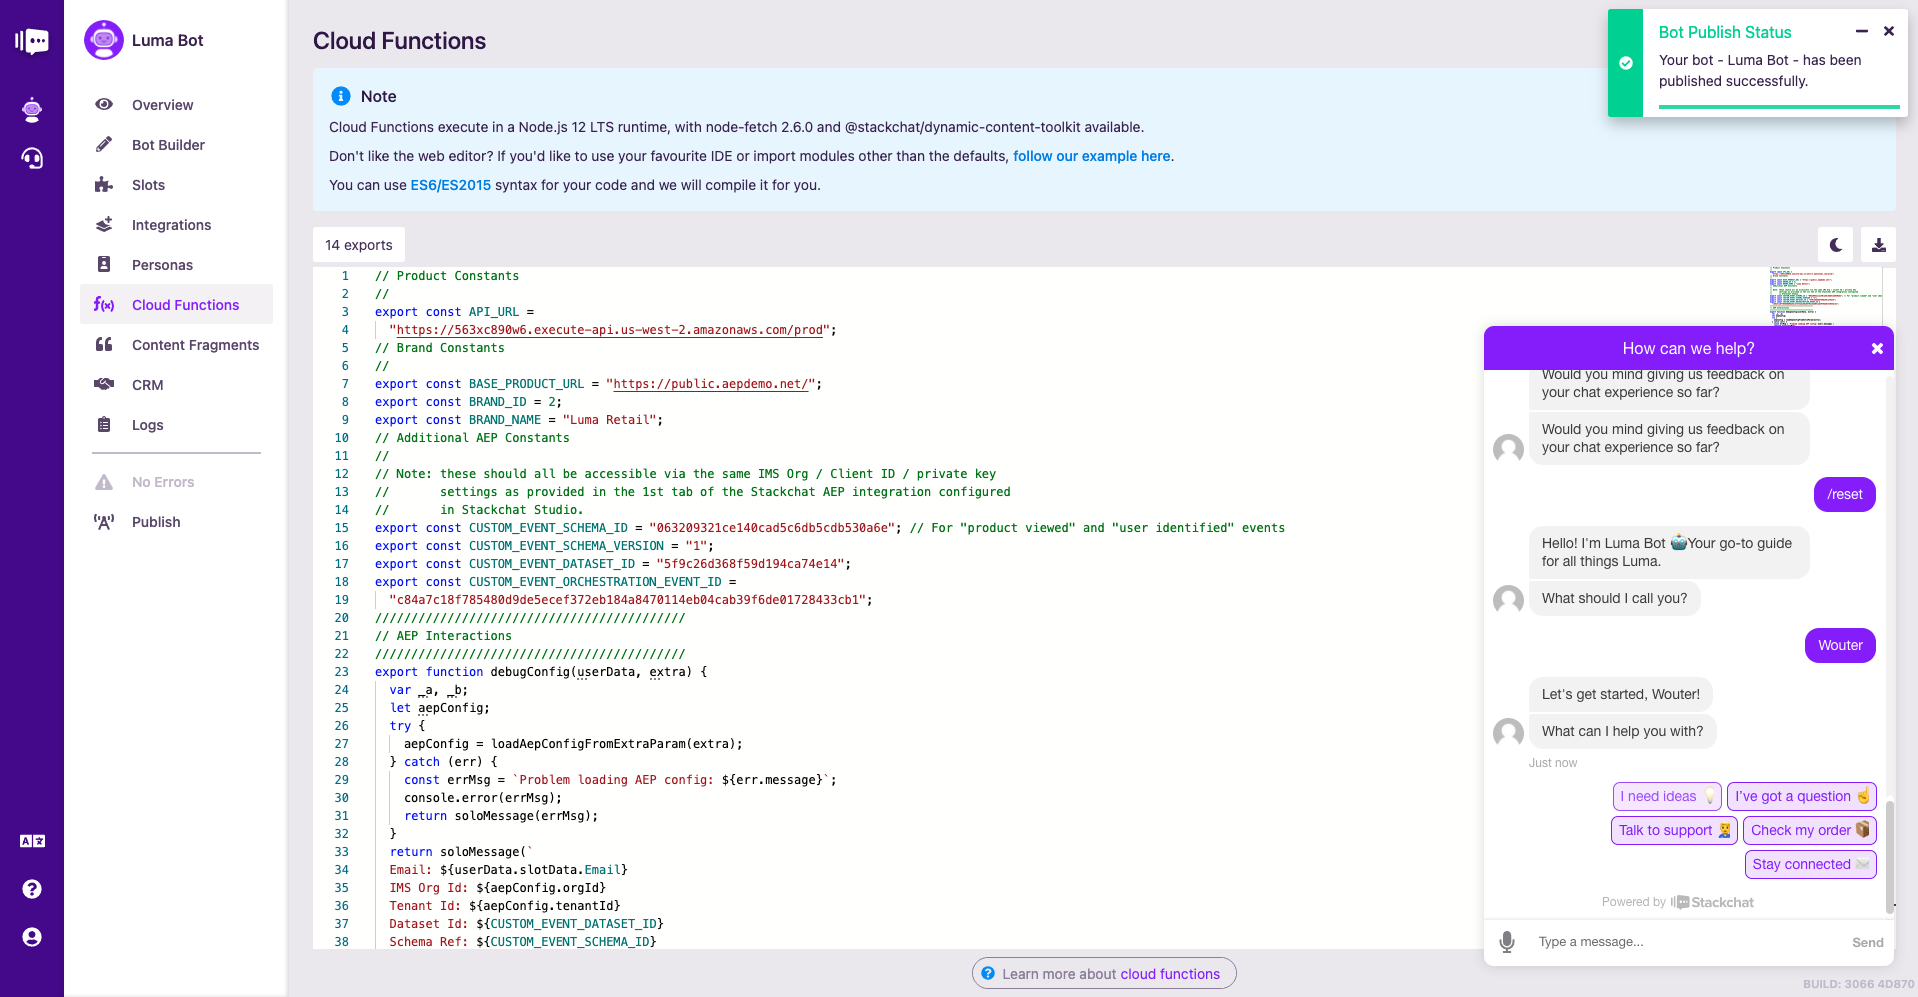 Luma Bot
Overview
Bot Builder
Slots
Integrations
Personas
f(x) Cloud Functions
Content Fragments
CRM
Logs
No Errors
Publish
Cloud Functions
Note
Cloud Functions execute in a Node.js 12 LTS runtime, with node-fetch 2.6.0 and @stackchat/dynamic-content-toolkit available.
Don't like the web editor? If you'd like to use your favourite IDE or import modules other than the defaults, follow our example here.
You can use ES6/ES2015 syntax for your code and we will compile it for you.
Bot Publish Status
Your bot - Luma Bot - has been
published successfully.
14 exports
1 // Product Constants
2 //
3 export const API_URL =
4 "https://563xc890w6.execute-api.us-west-2.amazonaws.com/prod";
5 // Brand Constants
6 //
7 export const BASE_PRODUCT_URL = "https://public.aepdemo.net/";
8 export const BRAND_ID = 2;
9 export const BRAND_NAME = "Luma Retail";
10 // Additional AEP Constants
11 //
12 // Note: these should all be accessible via the same IMS Org / Client ID / private key
13 // settings as provided in the 1st tab of the Stackchat AEP integration configured
14 // in Stackchat Studio.
15 export const CUSTOM_EVENT_SCHEMA_ID = "063209321ce140cad5c6db5cdb530a6e"; // For "product viewed" and "user identified" events
16 export const CUSTOM_EVENT_SCHEMA_VERSION = "1";
17 export const CUSTOM_EVENT_DATASET_ID = "5f9c26d368f59d194ca74e14";
18 export const CUSTOM_EVENT_ORCHESTRATION_EVENT_ID =
19 "c84a7c18f785480d9de5ecef372eb184a8470114eb04cab39f6de01728433cb1";
20 ///////////////////////////////////////////
21 // AEP Interactions
22 ///////////////////////////////////////////
23 export function debugConfig(userData, extra) {
24 var _a, _b;
25 let aepConfig;
26 try {
27 aepConfig = loadAepConfigFromExtraParam(extra);
28 } catch (err) {
29 const errMsg = `Problem loading AEP config: ${err.message}`;
30 console.error(errMsg);
31 return soloMessage(errMsg);
32 }
33 return soloMessage(`
34 Email: ${userData.slotData.Email}
35 IMS Org Id: ${aepConfig.orgId}
36 Tenant Id: ${aepConfig.tenantId}
37 Dataset Id: ${CUSTOM_EVENT_DATASET_ID}
38 Schema Ref: ${CUSTOM_EVENT_SCHEMA_ID}
How can we help?
Would you mind giving us feedback on
your chat experience so far?
Would you mind giving us feedback on
your chat experience so far?
/reset
Hello! I'm Luma Bot 🤖Your go-to guide
for all things Luma.
What should I call you?
Wouter
Let's get started, Wouter!
What can I help you with?
Just now
I need ideas 💡
I've got a question ☝️
Talk to support
Check my order 📦
Stay connected ✉️
Powered by Stackchat
Type a message...
Send
Learn more about cloud functions
BUILD: 3066 4D870